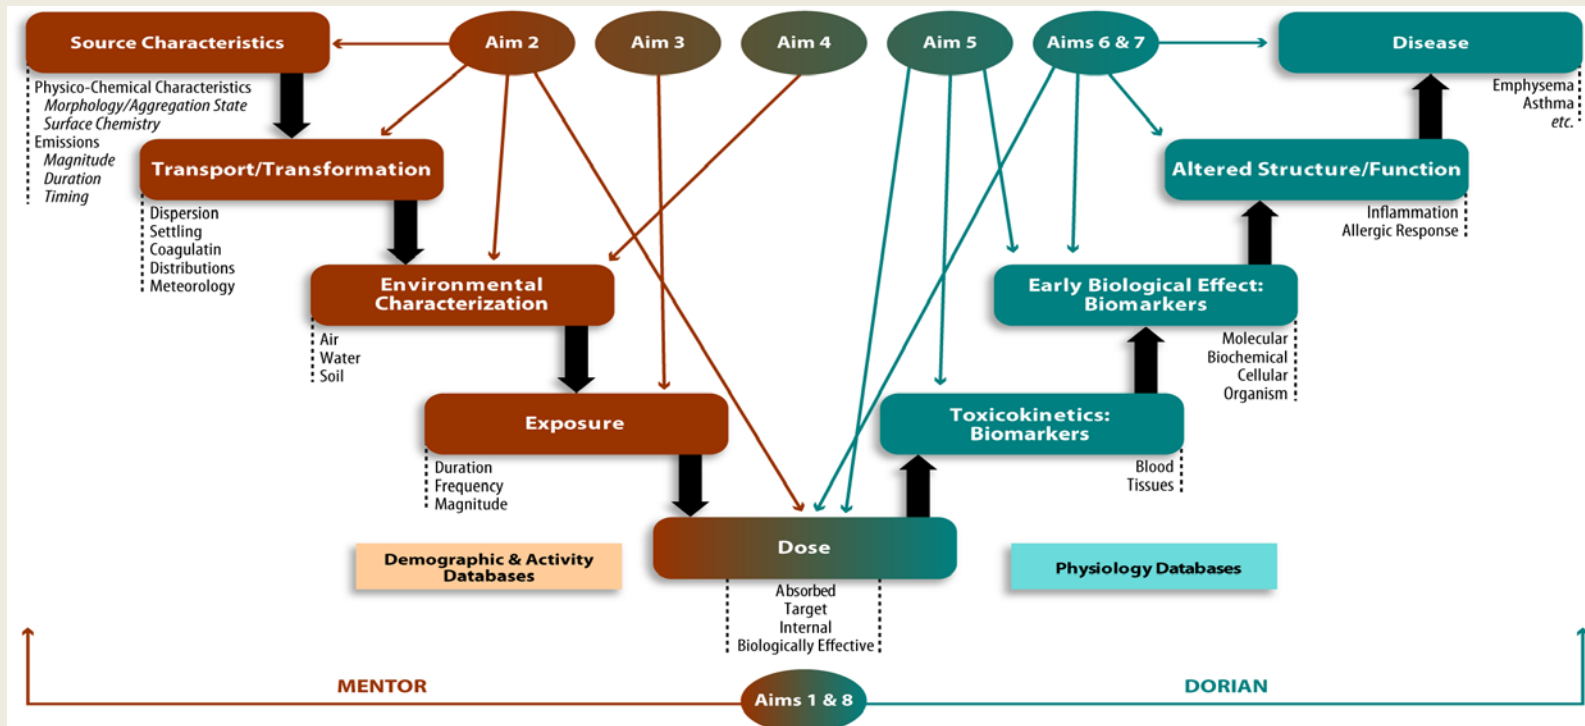 Source Characteristics
Aim 2
Aim 3
Aim 4
Aim 5
Aims 6 & 7
Disease
Physico-Chemical Characteristics
Morphology/Aggregation State
Surface Chemistry
Emissions
Magnitude
Duration
Timing
Emphysema
Asthma
etc.
Transport/Transformation
Altered Structure/Function
Dispersion
Settling
Coagulatin
Distributions
Meteorology
Inflammation
Allergic Response
Environmental
Characterization
Early Biological Effect:
Biomarkers
Air
Water
Soil
Molecular
Biochemical
Cellular
Organism
Exposure
Toxicokinetics:
Biomarkers
Duration
Frequency
Magnitude
Blood
Tissues
Dose
Demographic & Activity
Databases
Physiology Databases
Absorbed
Target
Internal
Biologically Effective
MENTOR
Aims 1 & 8
DORIAN